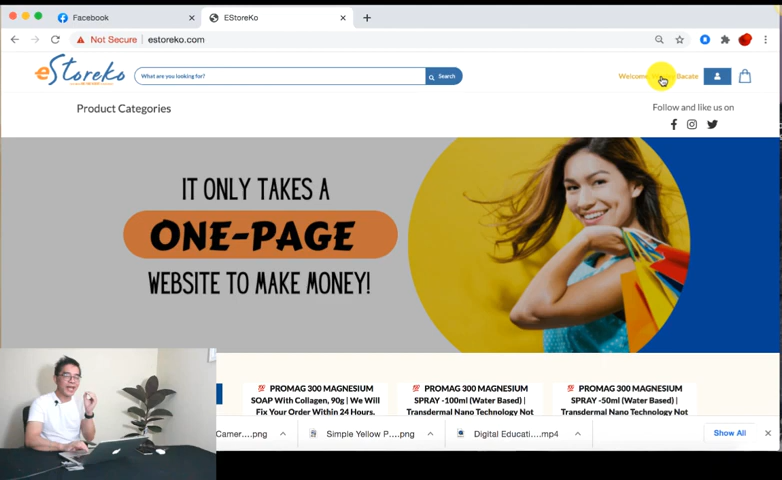 Facebook
EStoreKo
Not Secure
estoreko.com
eStoreko
What are you looking for?
Search
Welcome
Bacate
Product Categories
Follow and like us on
IT ONLY TAKES A
ONE-PAGE
WEBSITE TO MAKE MONEY!
💯 PROMAG 300 MAGNESIUM
SOAP With Collagen, 90g | We Will
Fix Your Order Within 24 Hours.
💯 PROMAG 300 MAGNESIUM
SPRAY -100ml (Water Based) |
Transdermal Nano Technology Not
💯 PROMAG 300 MAGNESIUM
SPRAY -50ml (Water Based) |
Transdermal Nano Technology Not
Camer....png
Simple Yellow P....png
Digital Educati....mp4
Show All